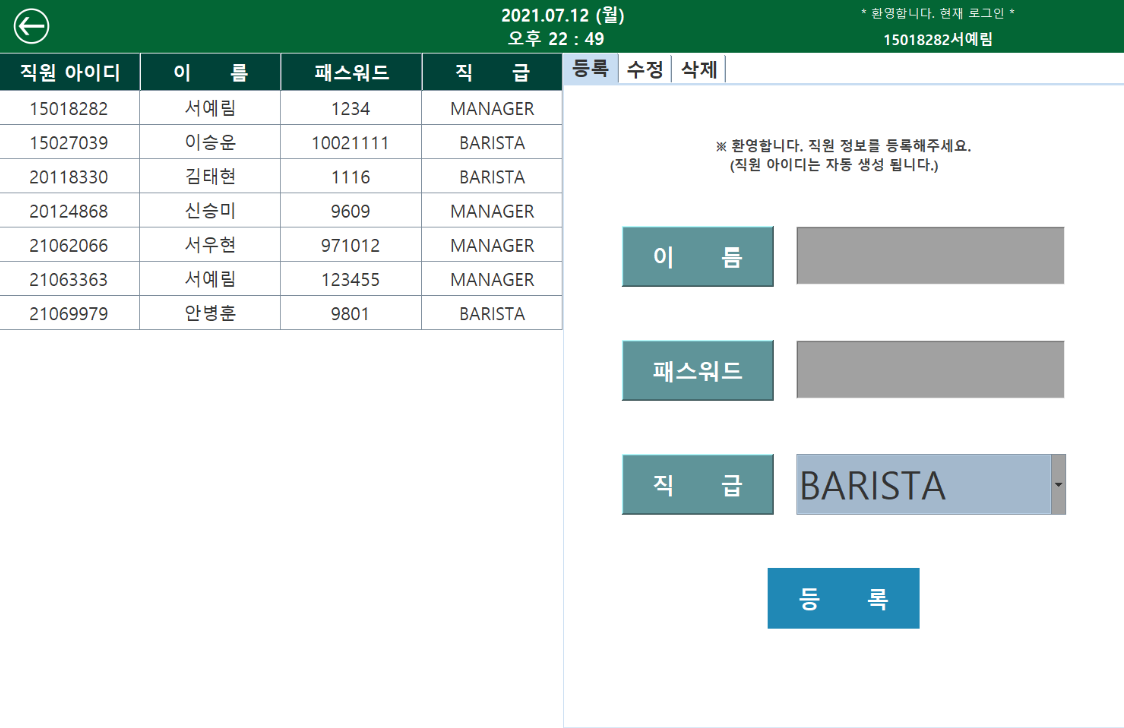 2021.07.12 (월)
오후 22 : 49
* 환영합니다. 현재 로그인 *
15018282서예림
직원 아이디 이 름 패스워드 직 급
15018282 서예림 1234 MANAGER
15027039 이승윤 10021111 BARISTA
20118330 김태현 1116 BARISTA
20124868 신승미 9609 MANAGER
21062066 서우현 971012 MANAGER
21063363 서예림 123455 MANAGER
21069979 안병훈 9801 BARISTA
등록 수정 삭제
※ 환영합니다. 직원 정보를 등록해주세요.
(직원 아이디는 자동 생성 됩니다.)
이 름
패스워드
직 급 BARISTA
등 록